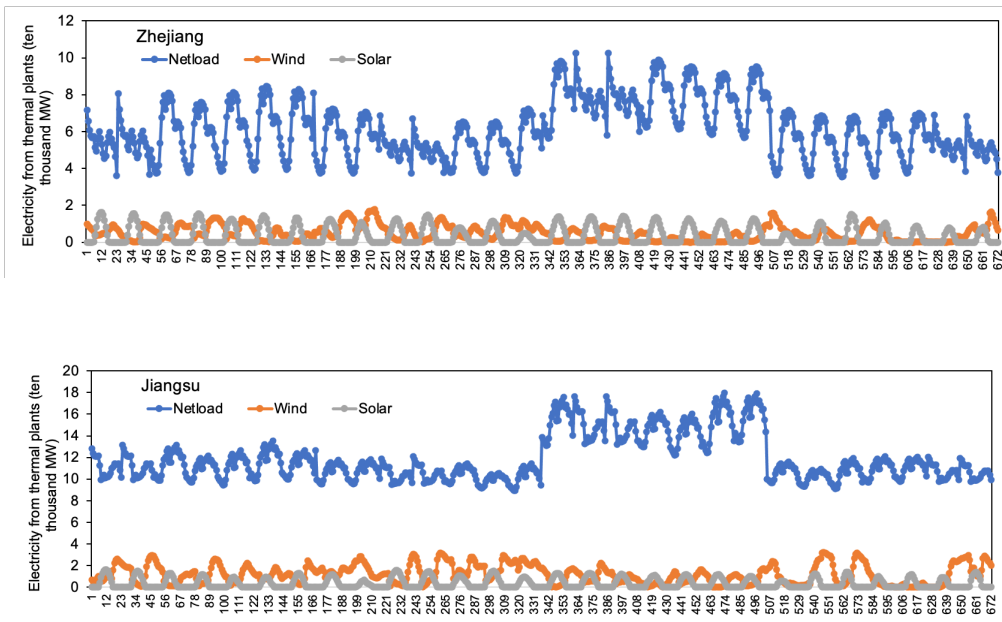 12
10
8
6
4
2
0
Electricity from thermal plants (ten
thousand MW)
Zhejiang
Netload Wind Solar
1 12 23 34 45 56 67 78 89 100 111 122 133 144 155 166 177 188 199 210 221 232 243 254 265 276 287 298 309 320 331 342 353 364 375 386 397 408 419 430 441 452 463 474 485 496 507 518 529 540 551 562 573 584 595 606 617 628 639 650 661 672
20
18
16
14
12
10
8
6
4
2
0
Electricity from thermal plants (ten
thousand MW)
Jiangsu
Netload Wind Solar
1 12 23 34 45 56 67 78 89 100 111 122 133 144 155 166 177 188 199 210 221 232 243 254 265 276 287 298 309 320 331 342 353 364 375 386 397 408 419 430 441 452 463 474 485 496 507 518 529 540 551 562 573 584 595 606 617 628 639 650 661 672